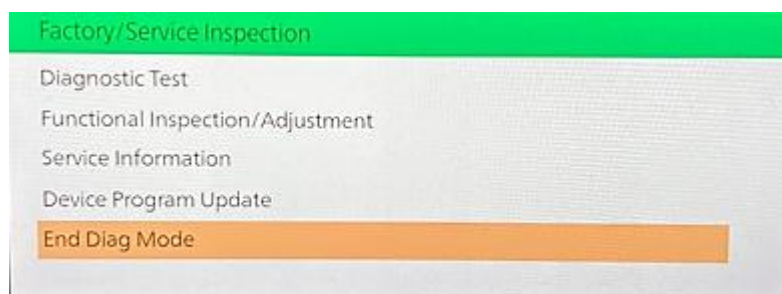 Factory/Service Inspection
Diagnostic Test
Functional Inspection/Adjustment
Service Information
Device Program Update
End Diag Mode